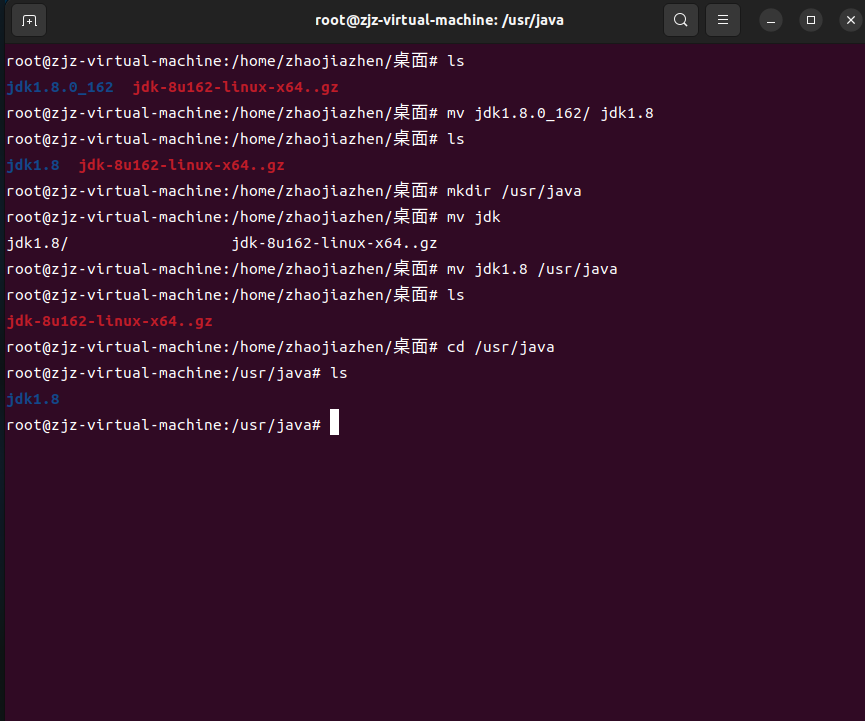 root@zjz-virtual-machine: /usr/java
root@zjz-virtual-machine:/home/zhaojiazhen/桌面# ls
jdk1.8.0_162  jdk-8u162-linux-x64..gz
root@zjz-virtual-machine:/home/zhaojiazhen/桌面# mv jdk1.8.0_162/ jdk1.8
root@zjz-virtual-machine:/home/zhaojiazhen/桌面# ls
jdk1.8  jdk-8u162-linux-x64..gz
root@zjz-virtual-machine:/home/zhaojiazhen/桌面# mkdir /usr/java
root@zjz-virtual-machine:/home/zhaojiazhen/桌面# mv jdk
jdk1.8/                  jdk-8u162-linux-x64..gz
root@zjz-virtual-machine:/home/zhaojiazhen/桌面# mv jdk1.8 /usr/java
root@zjz-virtual-machine:/home/zhaojiazhen/桌面# ls
jdk-8u162-linux-x64..gz
root@zjz-virtual-machine:/home/zhaojiazhen/桌面# cd /usr/java
root@zjz-virtual-machine:/usr/java# ls
jdk1.8
root@zjz-virtual-machine:/usr/java#